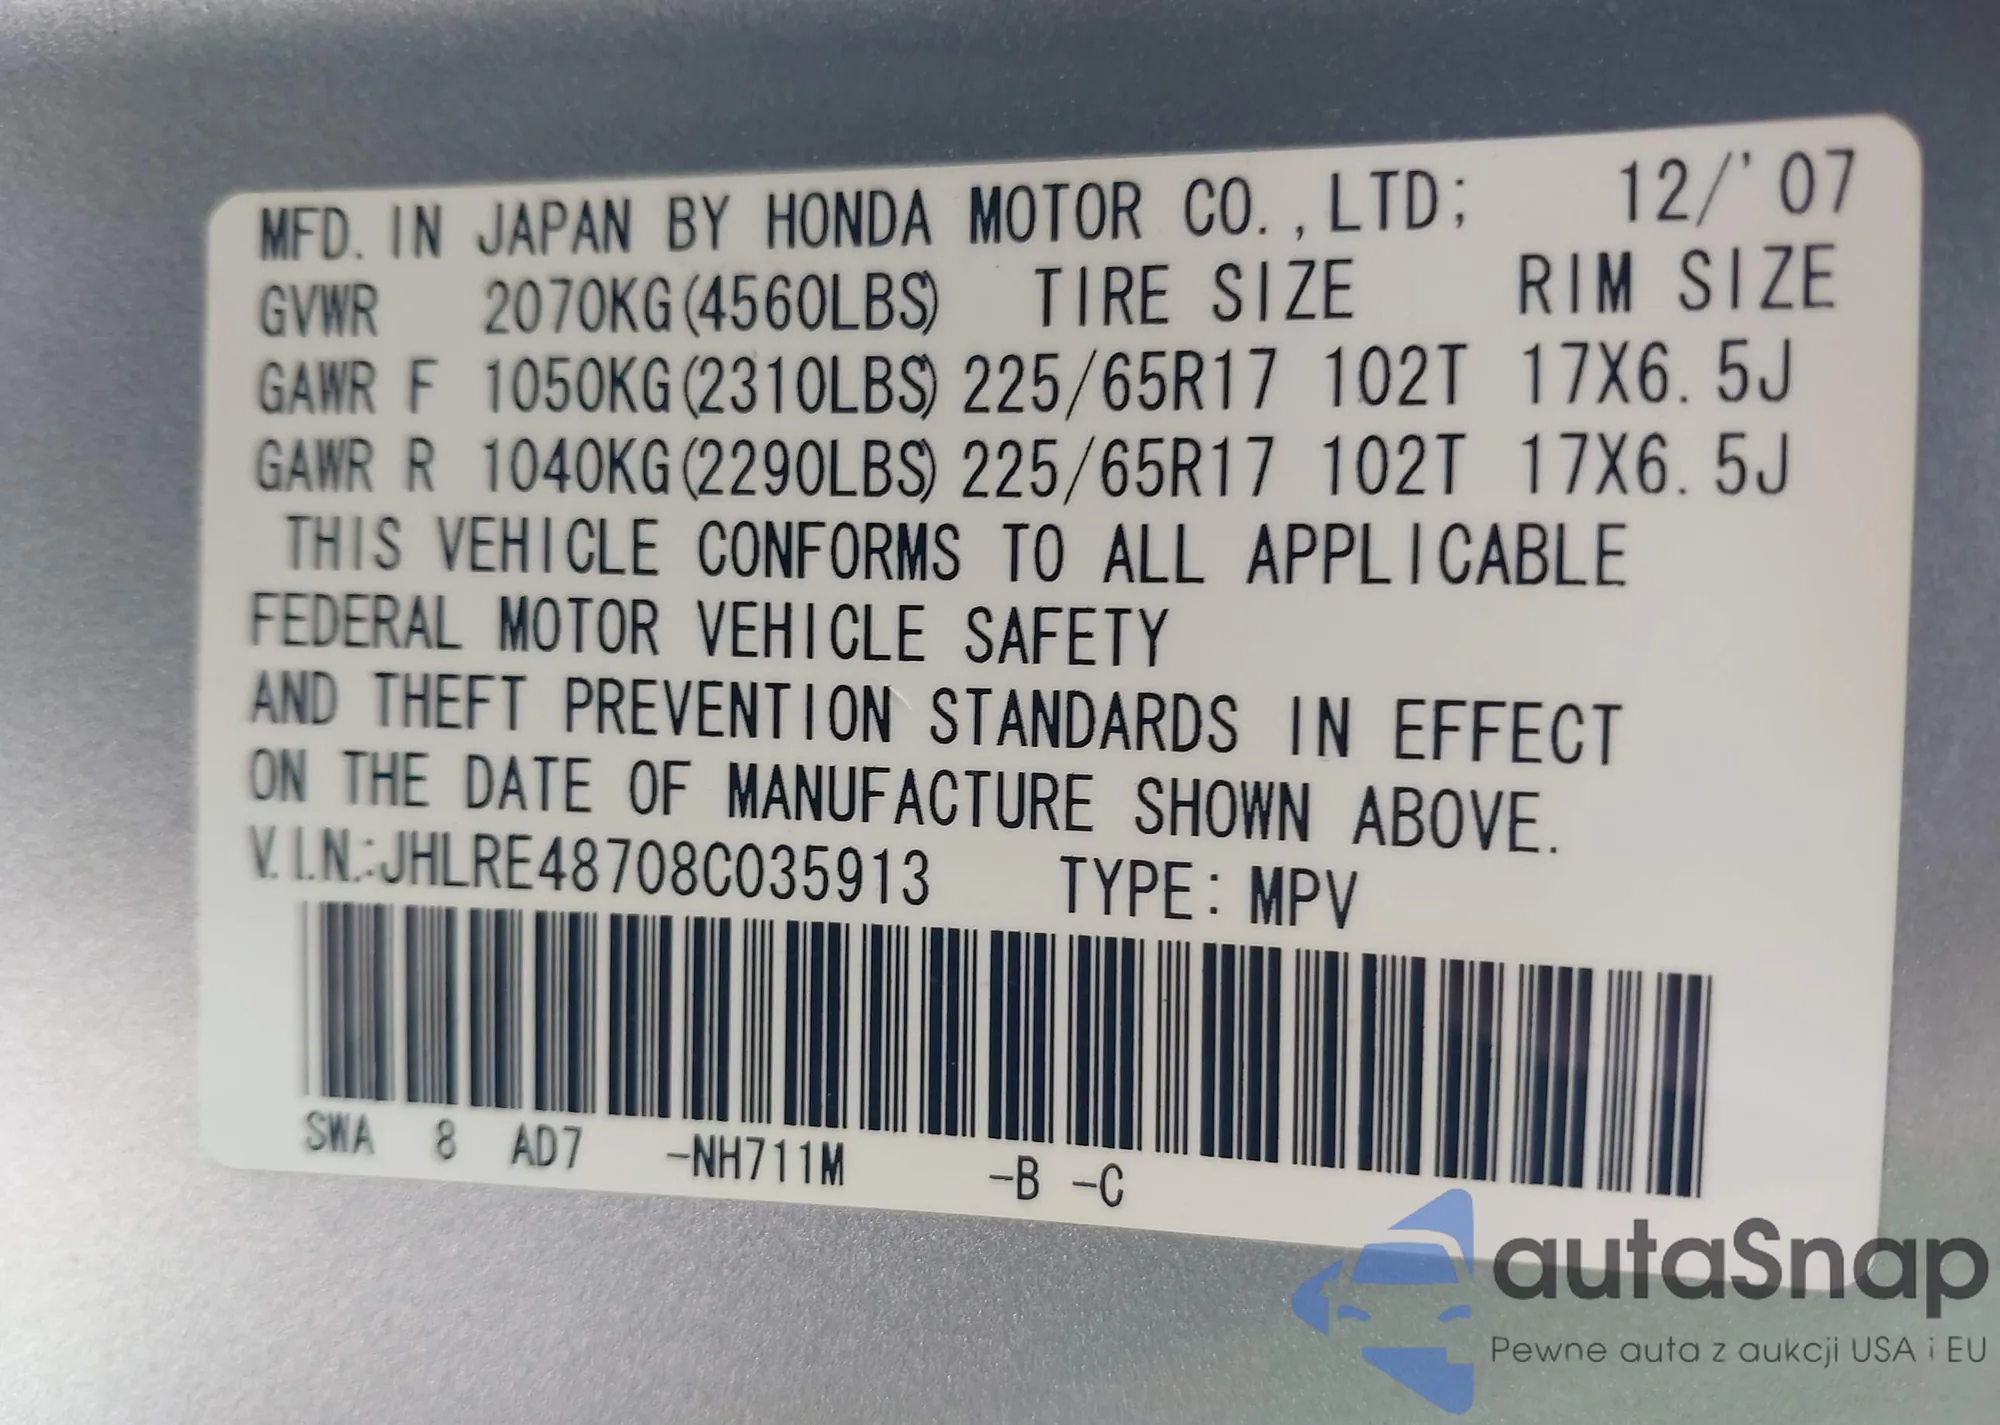 MFD. IN JAPAN BY HONDA MOTOR CO.,LTD; 12/'07
GVWR 2070KG(4560LBS) TIRE SIZE RIM SIZE
GAWR F 1050KG(2310LBS) 225/65R17 102T 17X6.5J
GAWR R 1040KG(2290LBS) 225/65R17 102T 17X6.5J
THIS VEHICLE CONFORMS TO ALL APPLICABLE
FEDERAL MOTOR VEHICLE SAFETY
AND THEFT PREVENTION STANDARDS IN EFFECT
ON THE DATE OF MANUFACTURE SHOWN ABOVE.
V.I.N.:JHLRE48708C035913 TYPE: MPV
SWA 8 AD7 -NH711M -B -C
autaSnap
Pewne auta z aukcji USA i EU